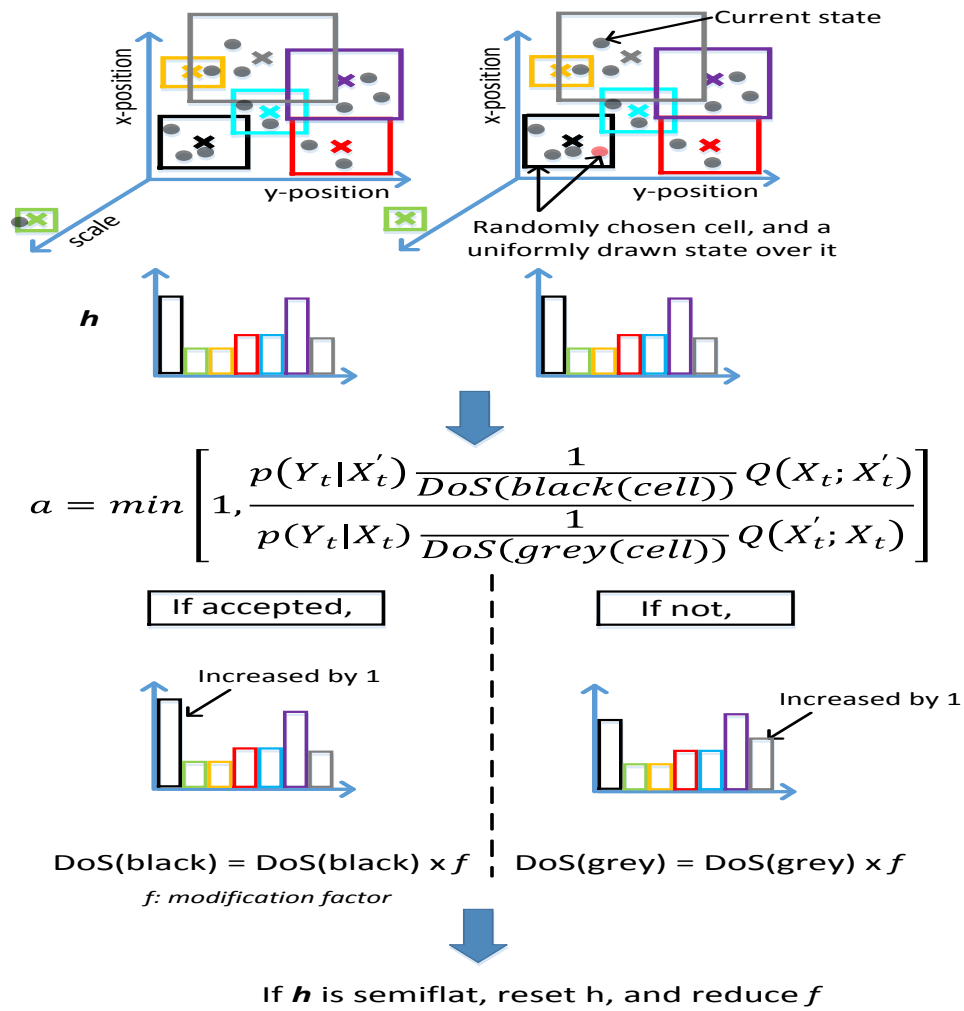 Current state
x-position
x-position
y-position
y-position
scale
Randomly chosen cell, and a
uniformly drawn state over it
h
a = min [1, p(Y_t|X_t') 1/DoS(black(cell)) Q(X_t; X_t') / p(Y_t|X_t) 1/DoS(grey(cell)) Q(X_t'; X_t)]
If accepted,
If not,
Increased by 1
Increased by 1
DoS(black) = DoS(black) x f
DoS(grey) = DoS(grey) x f
f: modification factor
If h is semiflat, reset h, and reduce f